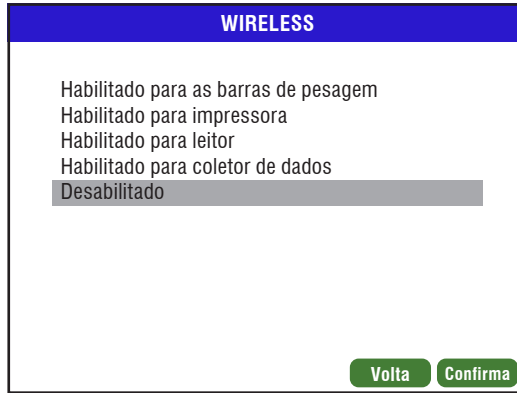 WIRELESS
Habilitado para as barras de pesagem
Habilitado para impressora
Habilitado para leitor
Habilitado para coletor de dados
Desabilitado
Volta Confirma